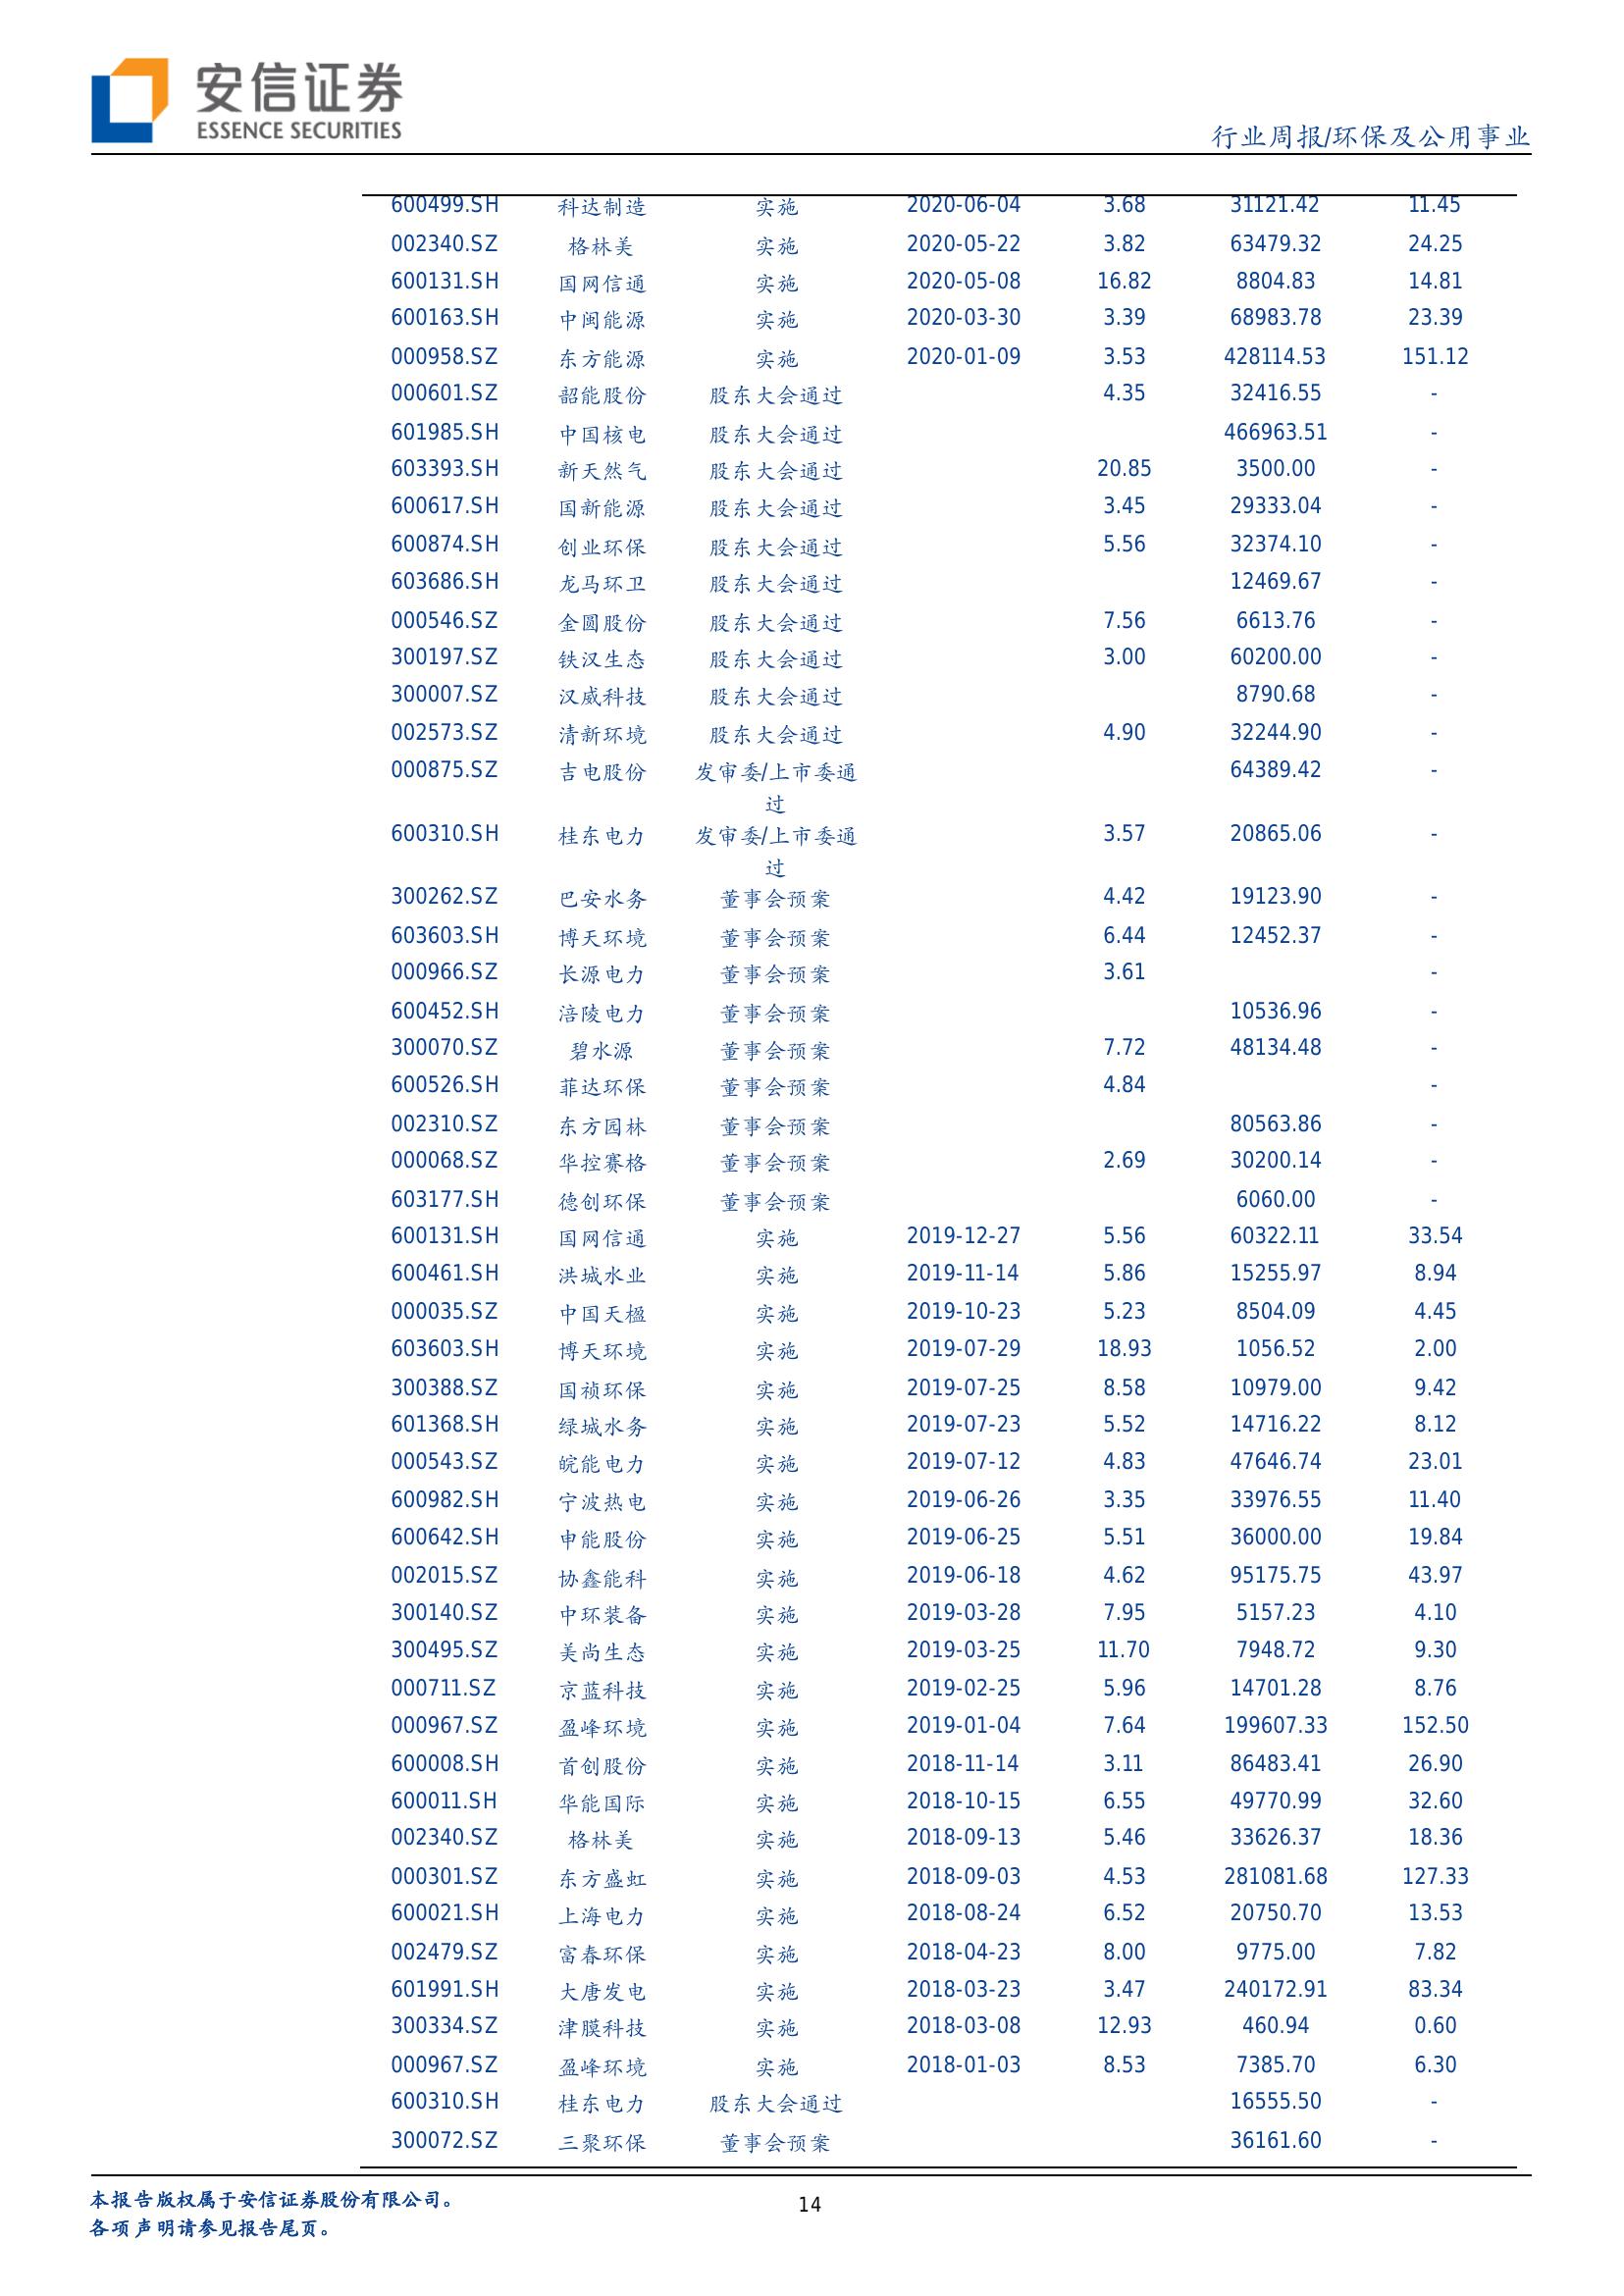 安信证券
ESSENCE SECURITIES
行业周报/环保及公用事业
600499.SH 科达制造 实施 2020-06-04 3.68 31121.42 11.45
002340.SZ 格林美 实施 2020-05-22 3.82 63479.32 24.25
600131.SH 国网信通 实施 2020-05-08 16.82 8804.83 14.81
600163.SH 中闽能源 实施 2020-03-30 3.39 68983.78 23.39
000958.SZ 东方能源 实施 2020-01-09 3.53 428114.53 151.12
000601.SZ 韶能股份 股东大会通过 4.35 32416.55 -
601985.SH 中国核电 股东大会通过 466963.51 -
603393.SH 新天然气 股东大会通过 20.85 3500.00 -
600617.SH 国新能源 股东大会通过 3.45 29333.04 -
600874.SH 创业环保 股东大会通过 5.56 32374.10 -
603686.SH 龙马环卫 股东大会通过 12469.67 -
000546.SZ 金圆股份 股东大会通过 7.56 6613.76 -
300197.SZ 铁汉生态 股东大会通过 3.00 60200.00 -
300007.SZ 汉威科技 股东大会通过 8790.68 -
002573.SZ 清新环境 股东大会通过 4.90 32244.90 -
000875.SZ 吉电股份 发审委/上市委通 64389.42 -
过
600310.SH 桂东电力 发审委/上市委通 3.57 20865.06 -
过
300262.SZ 巴安水务 董事会预案 4.42 19123.90 -
603603.SH 博天环境 董事会预案 6.44 12452.37 -
000966.SZ 长源电力 董事会预案 3.61 -
600452.SH 涪陵电力 董事会预案 10536.96 -
300070.SZ 碧水源 董事会预案 7.72 48134.48 -
600526.SH 菲达环保 董事会预案 4.84 -
002310.SZ 东方园林 董事会预案 80563.86 -
000068.SZ 华控赛格 董事会预案 2.69 30200.14 -
603177.SH 德创环保 董事会预案 6060.00 -
600131.SH 国网信通 实施 2019-12-27 5.56 60322.11 33.54
600461.SH 洪城水业 实施 2019-11-14 5.86 15255.97 8.94
000035.SZ 中国天楹 实施 2019-10-23 5.23 8504.09 4.45
603603.SH 博天环境 实施 2019-07-29 18.93 1056.52 2.00
300388.SZ 国祯环保 实施 2019-07-25 8.58 10979.00 9.42
601368.SH 绿城水务 实施 2019-07-23 5.52 14716.22 8.12
000543.SZ 皖能电力 实施 2019-07-12 4.83 47646.74 23.01
600982.SH 宁波热电 实施 2019-06-26 3.35 33976.55 11.40
600642.SH 申能股份 实施 2019-06-25 5.51 36000.00 19.84
002015.SZ 协鑫能科 实施 2019-06-18 4.62 95175.75 43.97
300140.SZ 中环装备 实施 2019-03-28 7.95 5157.23 4.10
300495.SZ 美尚生态 实施 2019-03-25 11.70 7948.72 9.30
000711.SZ 京蓝科技 实施 2019-02-25 5.96 14701.28 8.76
000967.SZ 盈峰环境 实施 2019-01-04 7.64 199607.33 152.50
600008.SH 首创股份 实施 2018-11-14 3.11 86483.41 26.90
600011.SH 华能国际 实施 2018-10-15 6.55 49770.99 32.60
002340.SZ 格林美 实施 2018-09-13 5.46 33626.37 18.36
000301.SZ 东方盛虹 实施 2018-09-03 4.53 281081.68 127.33
600021.SH 上海电力 实施 2018-08-24 6.52 20750.70 13.53
002479.SZ 富春环保 实施 2018-04-23 8.00 9775.00 7.82
601991.SH 大唐发电 实施 2018-03-23 3.47 240172.91 83.34
300334.SZ 津膜科技 实施 2018-03-08 12.93 460.94 0.60
000967.SZ 盈峰环境 实施 2018-01-03 8.53 7385.70 6.30
600310.SH 桂东电力 股东大会通过 16555.50 -
300072.SZ 三聚环保 董事会预案 36161.60 -
本报告版权属于安信证券股份有限公司。
14
各项声明请参见报告尾页。